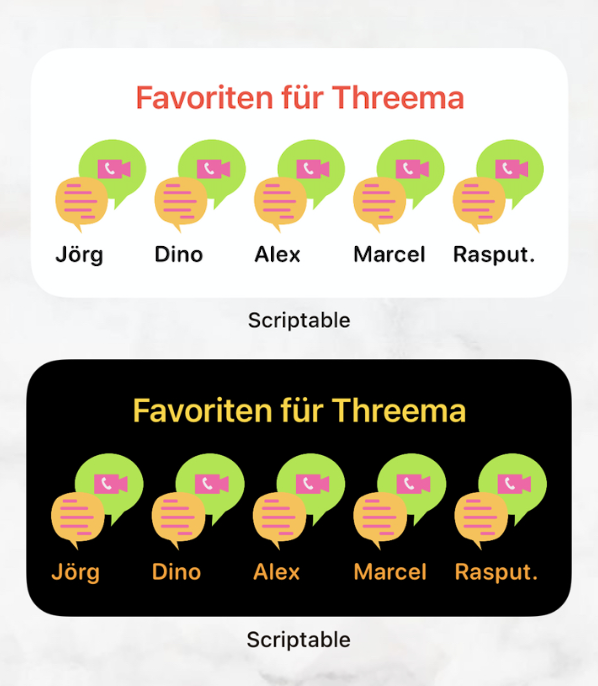 Favoriten für Threema
Jörg Dino Alex Marcel Rasput.
Scriptable
Favoriten für Threema
Jörg Dino Alex Marcel Rasput.
Scriptable